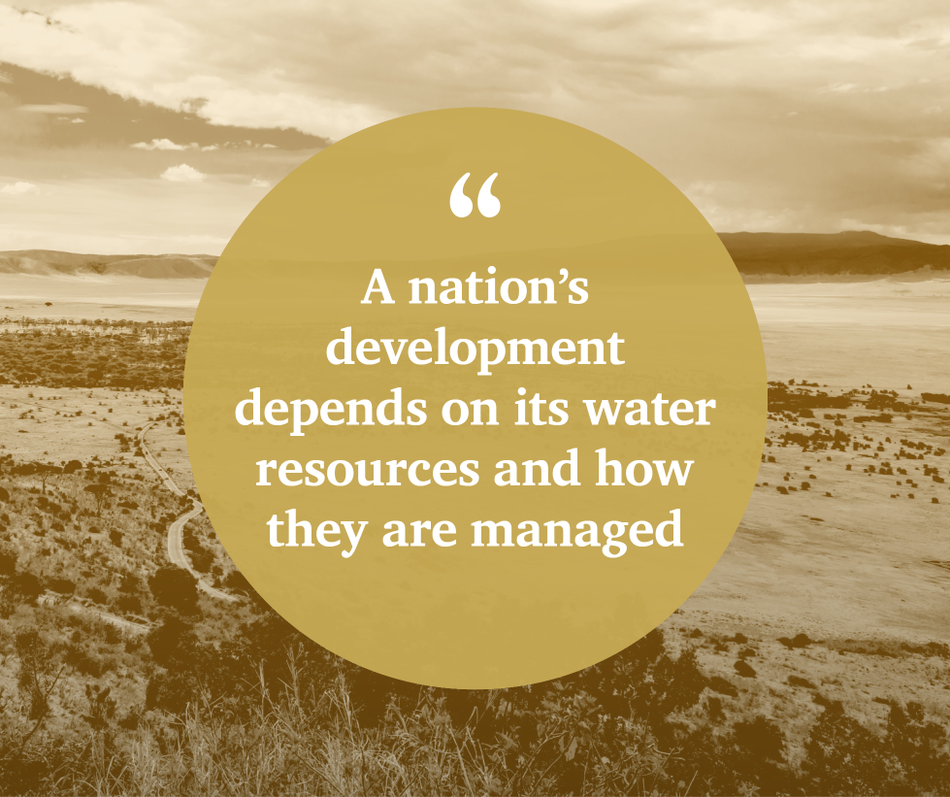 “
A nation’s
development
depends on its water
resources and how
they are managed